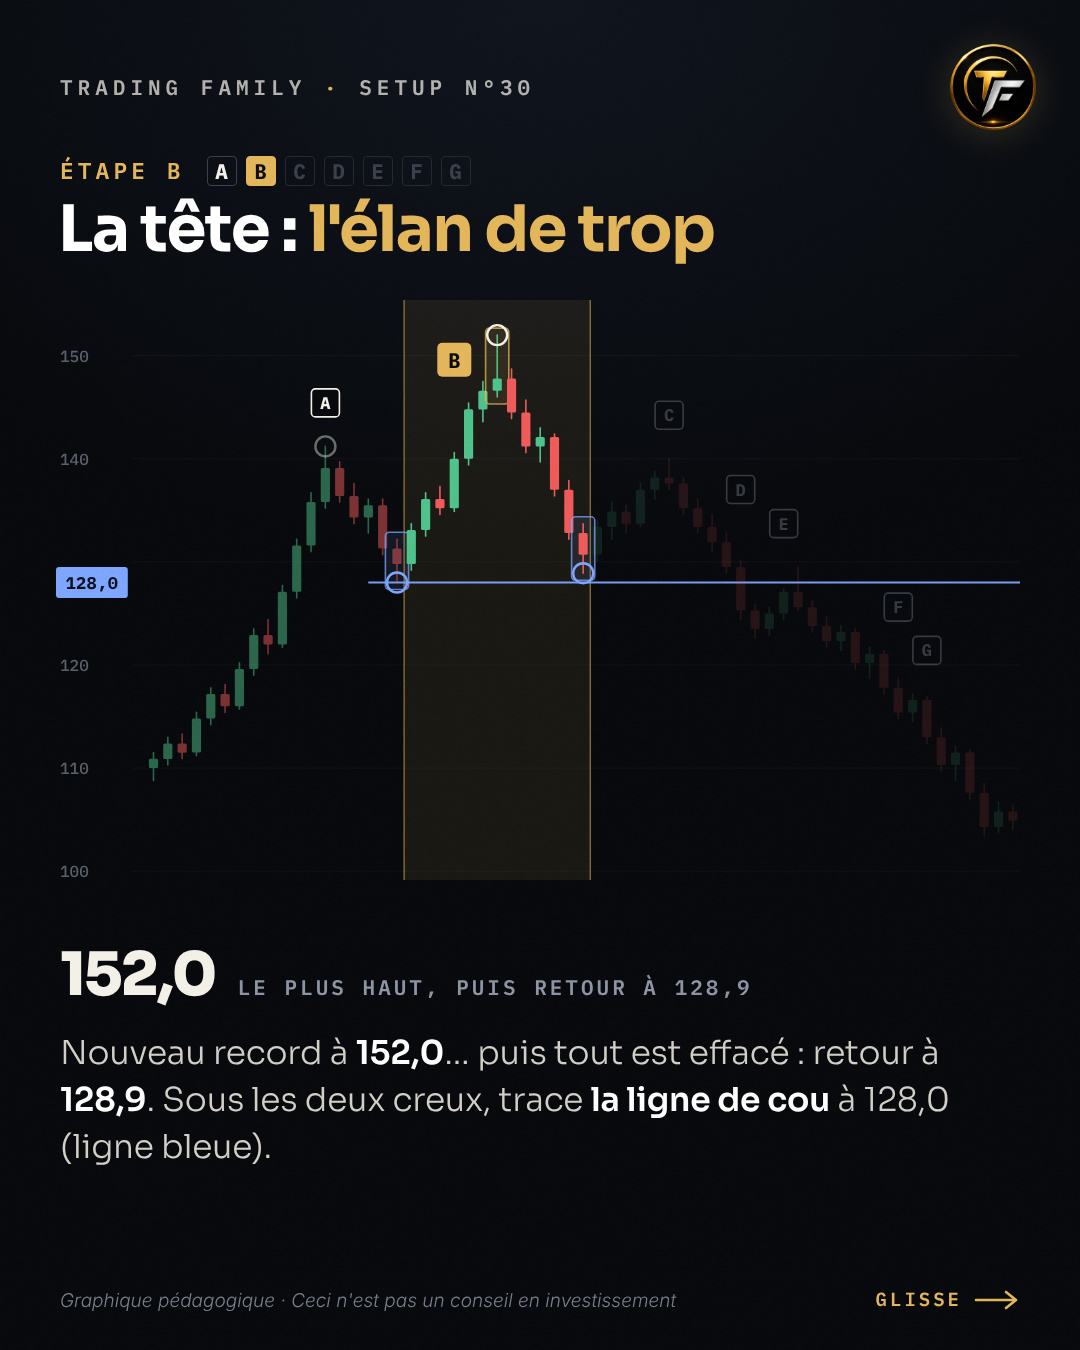 TRADING FAMILY · SETUP N°30
TF
ÉTAPE B A B C D E F G
La tête : l'élan de trop
150
140
128,0
120
110
100
A
B
C
D
E
F
G
152,0 LE PLUS HAUT, PUIS RETOUR À 128,9
Nouveau record à 152,0... puis tout est effacé : retour à
128,9. Sous les deux creux, trace la ligne de cou à 128,0
(ligne bleue).
Graphique pédagogique · Ceci n'est pas un conseil en investissement
GLISSE →